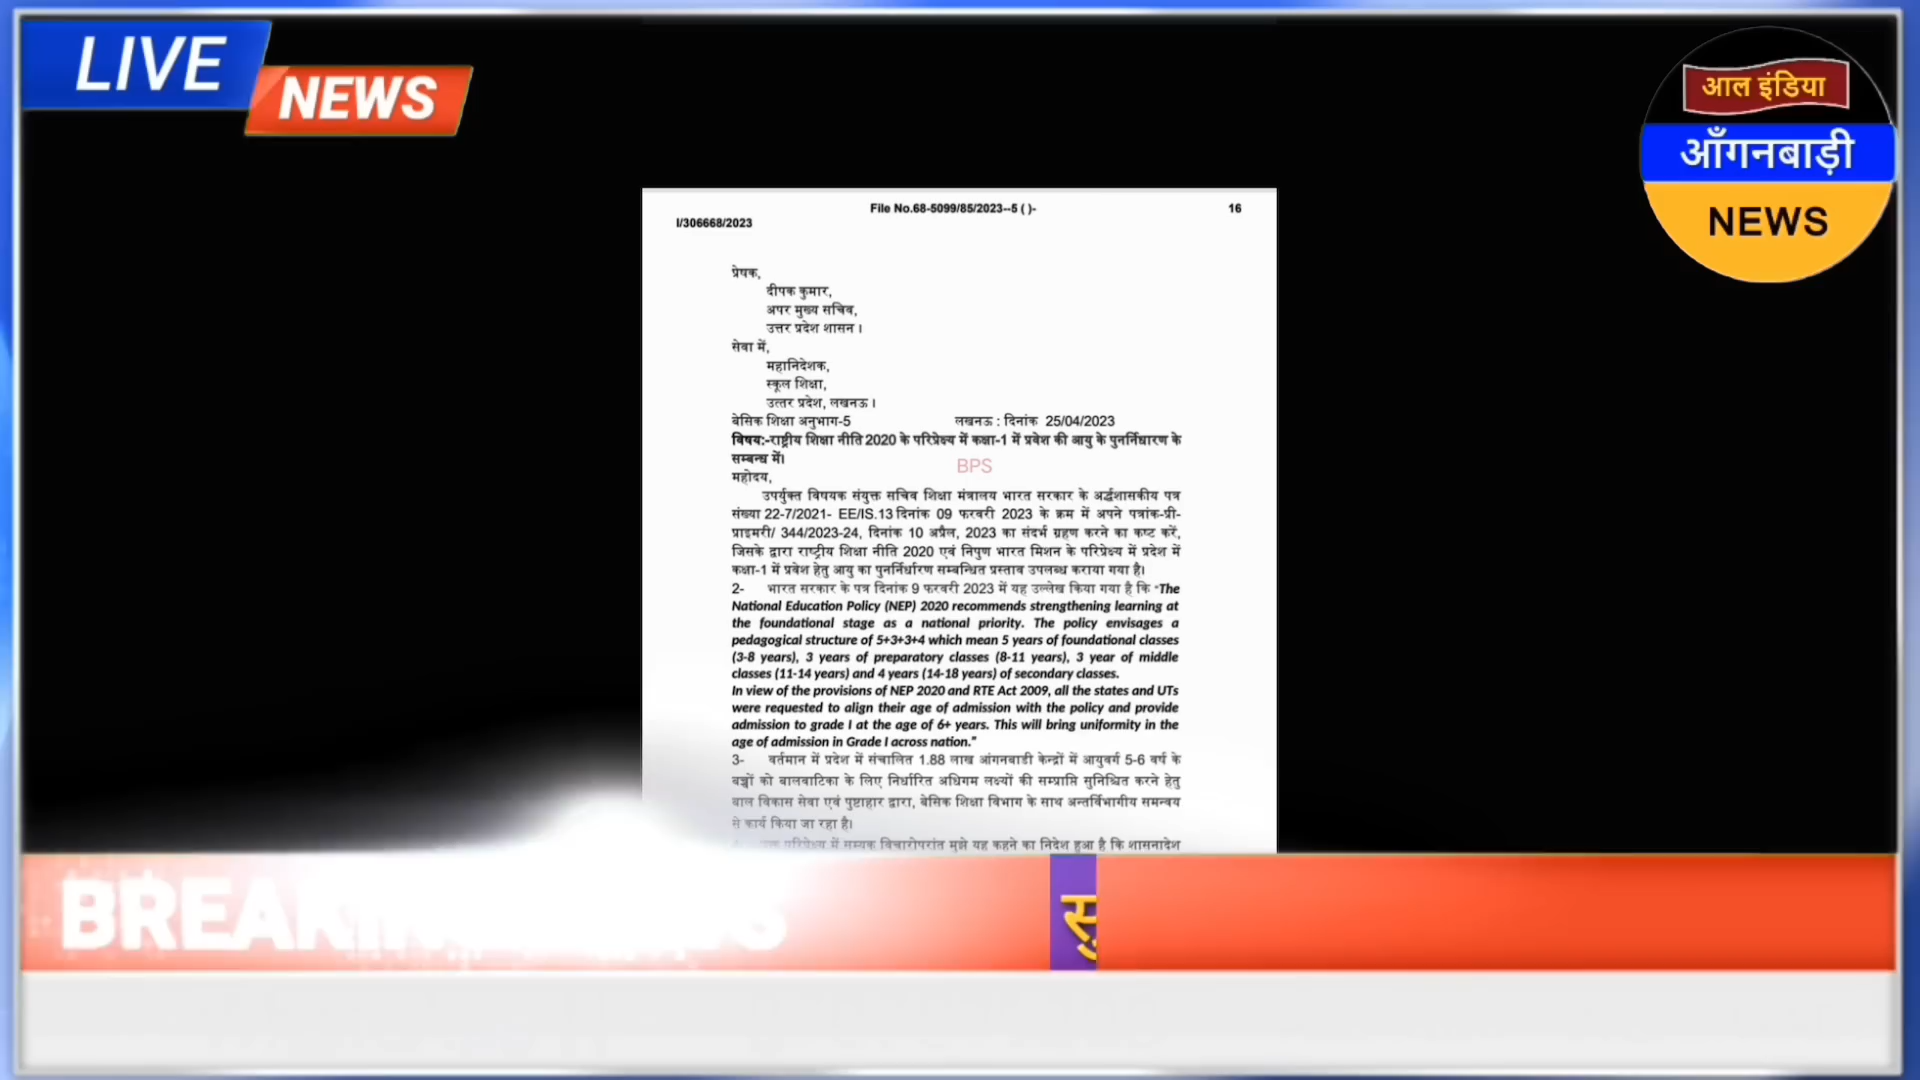 LIVE
NEWS
आल इंडिया
आँगनबाड़ी
NEWS
File No.68-5099/85/2023--5 ( )-
16
I/306668/2023
प्रेषक,
दीपक कुमार,
अपर मुख्य सचिव,
उत्तर प्रदेश शासन।
सेवा में,
महानिदेशक,
स्कूल शिक्षा,
उत्तर प्रदेश, लखनऊ।
बेसिक शिक्षा अनुभाग-5 लखनऊ : दिनांक 25/04/2023
विषय:-राष्ट्रीय शिक्षा नीति 2020 के परिप्रेक्ष्य में कक्षा-1 में प्रवेश की आयु के पुनर्निधारण के
सम्बन्ध में।
BPS
महोदय,
उपर्युक्त विषयक संयुक्त सचिव शिक्षा मंत्रालय भारत सरकार के अर्द्धशासकीय पत्र
संख्या 22-7/2021- EE/IS.13 दिनांक 09 फरवरी 2023 के क्रम में अपने पत्रांक-प्री-
प्राइमरी/ 344/2023-24, दिनांक 10 अप्रैल, 2023 का संदर्भ ग्रहण करने का कष्ट करें,
जिसके द्वारा राष्ट्रीय शिक्षा नीति 2020 एवं निपुण भारत मिशन के परिप्रेक्ष्य में प्रदेश में
कक्षा-1 में प्रवेश हेतु आयु का पुनर्निर्धारण सम्बन्धित प्रस्ताव उपलब्ध कराया गया है।
2- भारत सरकार के पत्र दिनांक 9 फरवरी 2023 में यह उल्लेख किया गया है कि "The
National Education Policy (NEP) 2020 recommends strengthening learning at
the foundational stage as a national priority. The policy envisages a
pedagogical structure of 5+3+3+4 which mean 5 years of foundational classes
(3-8 years), 3 years of preparatory classes (8-11 years), 3 year of middle
classes (11-14 years) and 4 years (14-18 years) of secondary classes.
In view of the provisions of NEP 2020 and RTE Act 2009, all the states and UTs
were requested to align their age of admission with the policy and provide
admission to grade I at the age of 6+ years. This will bring uniformity in the
age of admission in Grade I across nation."
3- वर्तमान में प्रदेश में संचालित 1.88 लाख आंगनबाडी केन्द्रों में आयुवर्ग 5-6 वर्ष के
बच्चों को बालवाटिका के लिए निर्धारित अधिगम लक्ष्यों की सम्प्राप्ति सुनिश्चित करने हेतु
बाल विकास सेवा एवं पुष्टाहार द्वारा, बेसिक शिक्षा विभाग के साथ अन्तर्विभागीय समन्वय
से कार्य किया जा रहा है।
परिप्रेक्ष्य में सम्यक विचारोपरांत मुझे यह कहने का निदेश हुआ है कि शासनादेश
सु